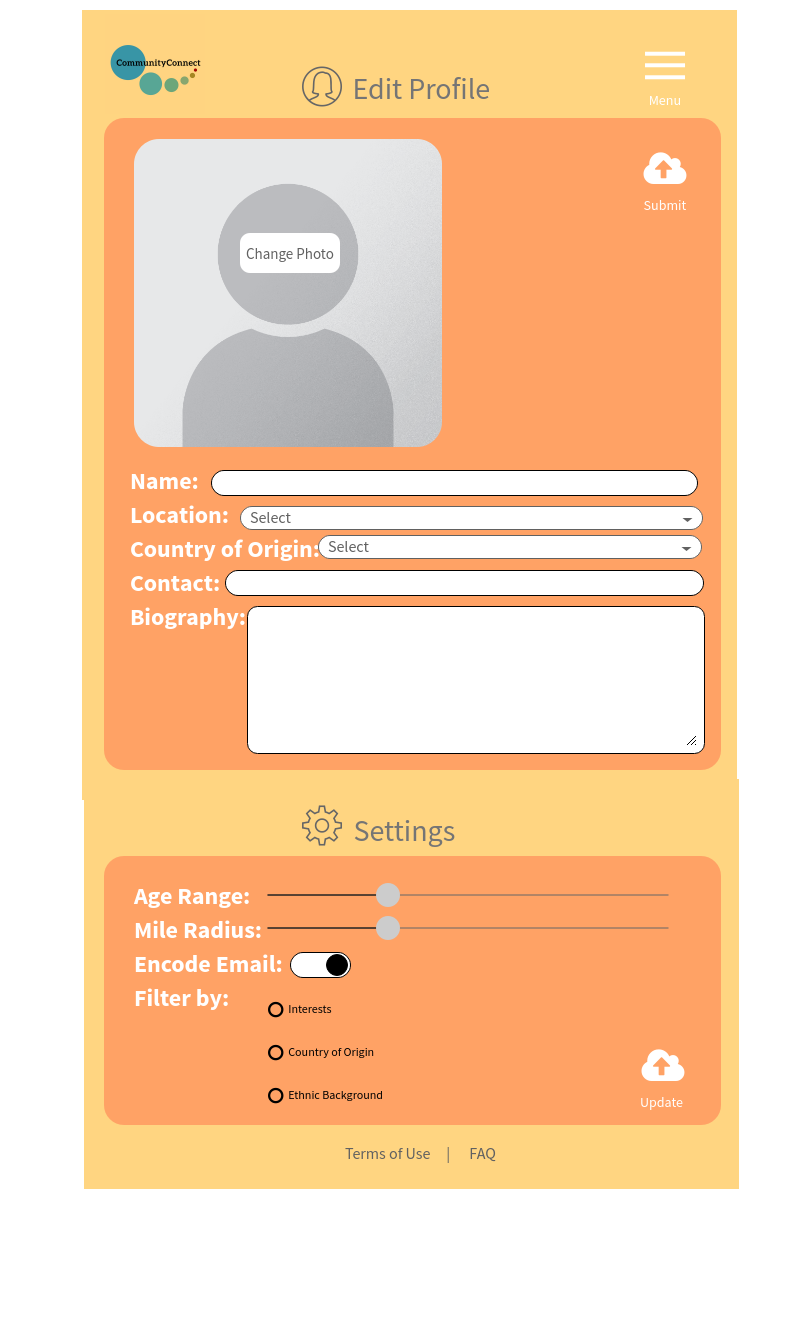 CommunityConnect
Edit Profile
Menu
Submit
Change Photo
Name:
Location: Select
Country of Origin: Select
Contact:
Biography:
Settings
Age Range:
Mile Radius:
Encode Email:
Filter by:
Interests
Country of Origin
Ethnic Background
Update
Terms of Use | FAQ